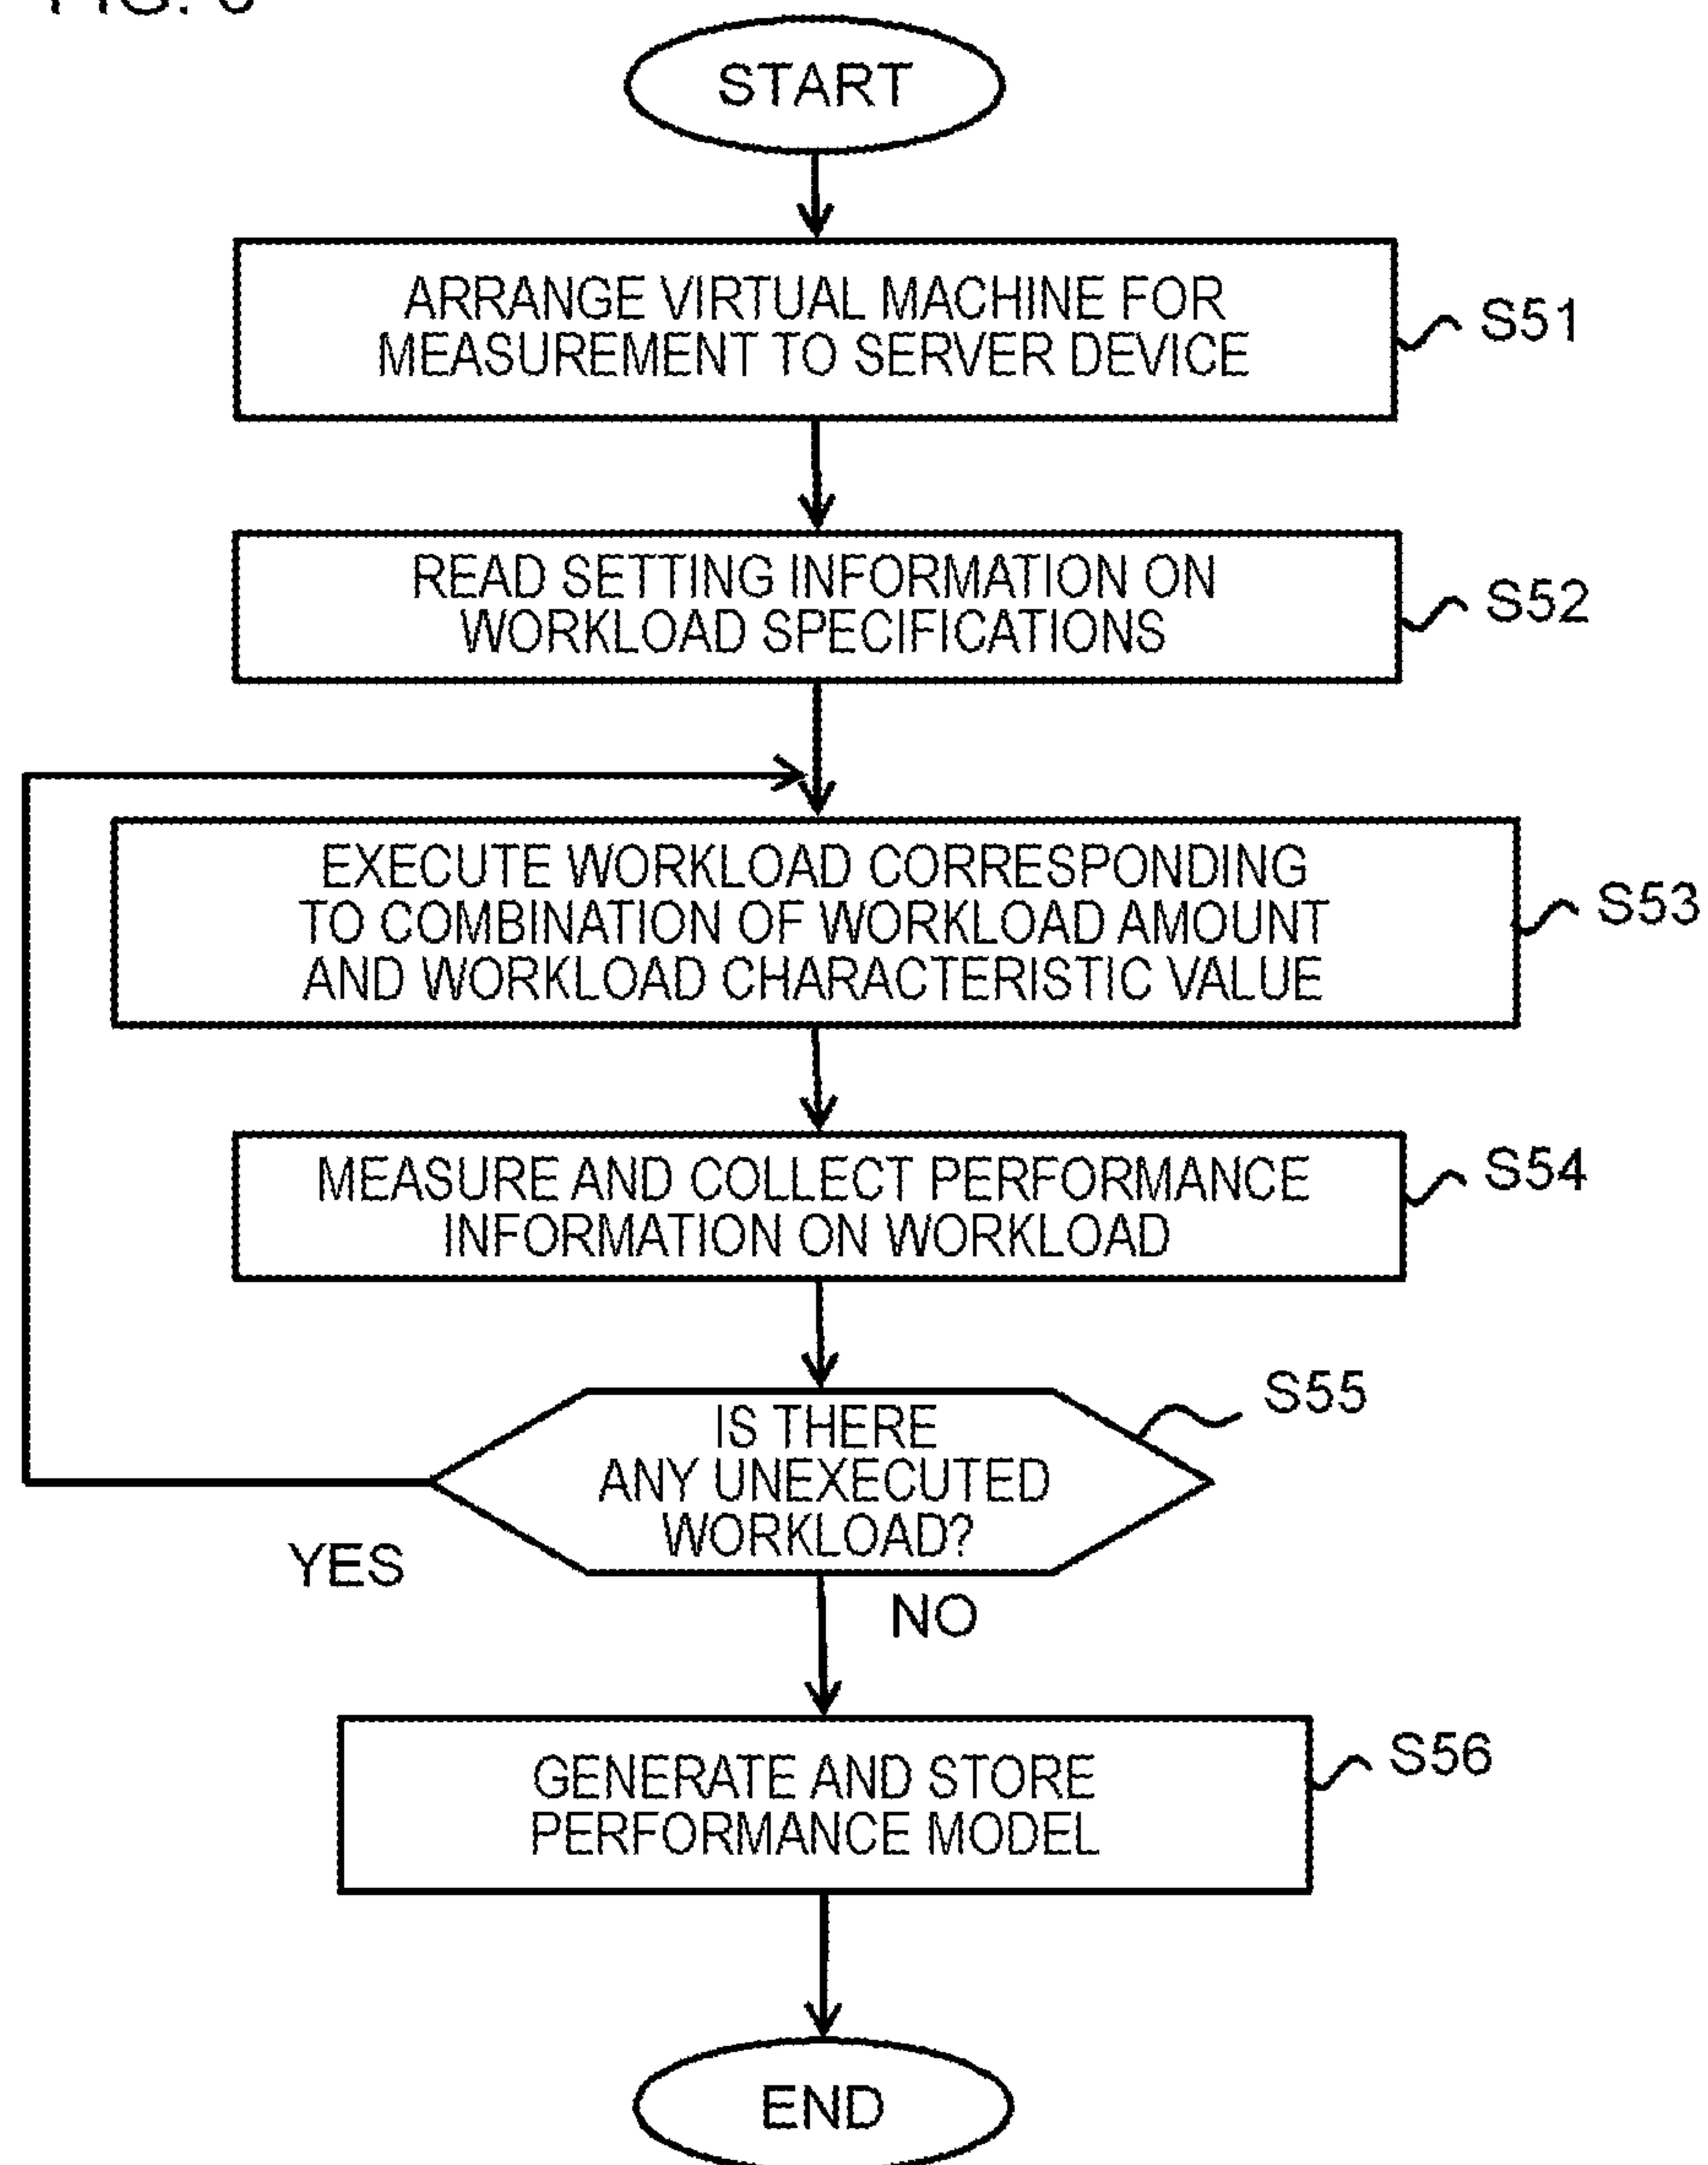 START
ARRANGE VIRTUAL MACHINE FOR
MEASUREMENT TO SERVER DEVICE
S51
READ SETTING INFORMATION ON
WORKLOAD SPECIFICATIONS
S52
EXECUTE WORKLOAD CORRESPONDING
TO COMBINATION OF WORKLOAD AMOUNT
AND WORKLOAD CHARACTERISTIC VALUE
S53
MEASURE AND COLLECT PERFORMANCE
INFORMATION ON WORKLOAD
S54
IS THERE
ANY UNEXECUTED
WORKLOAD?
S55
YES
NO
GENERATE AND STORE
PERFORMANCE MODEL
S56
END